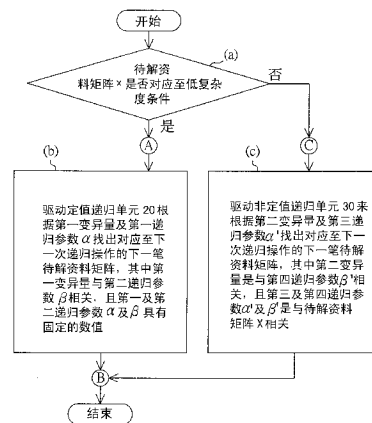 开始
(a)
待解资
料矩阵x是否对应至低复杂
度条件
否
是
A
C
(b)
(c)
驱动定值递归单元20根
据第一变异量及第一递
归参数α找出对应至下
一次递归操作的下一笔
待解资料矩阵，其中第
一变异量与第二递归参
数β相关，且第一及第
二递归参数α及β具有
固定的数值
驱动非定值递归单元30来
根据第二变异量及第三递
归参数α'找出对应至下一
次递归操作的下一笔待解
资料矩阵，其中第二变异
量是与第四递归参数β'相
关，且第三及第四递归参
数α'及β'是与待解资料
矩阵X相关
B
结束